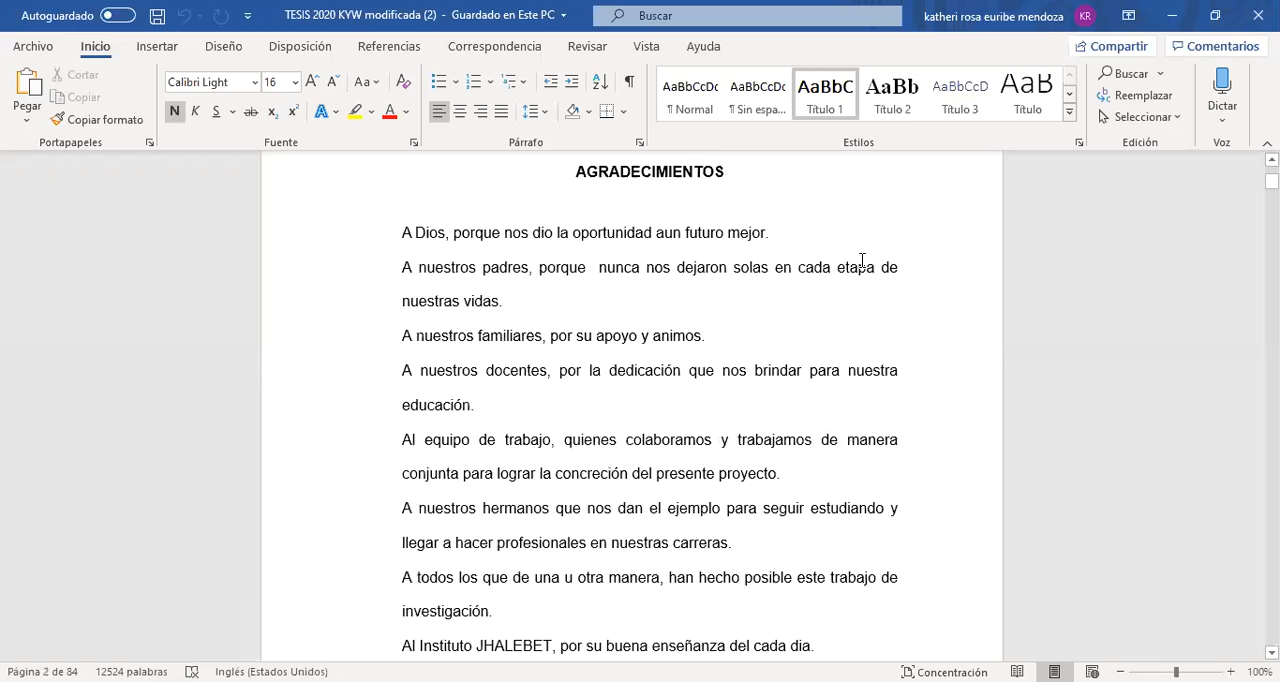 Autoguardado TESIS 2020 KYW modificada (2) - Guardado en Este PC Buscar katheri rosa euribe mendoza KR
Archivo Inicio Insertar Diseño Disposición Referencias Correspondencia Revisar Vista Ayuda Compartir Comentarios
Pegar
Cortar
Copiar
Copiar formato
Portapapeles
Calibri Light 16 A A Aa A
N K S ab x₂ x² A A
Fuente
Párrafo
AaBbCcDc AaBbCcDc AaBbC AaBb AaBbCcD AaB
¶ Normal ¶ Sin espa... Título 1 Título 2 Título 3 Título
Estilos
Buscar
Reemplazar
Seleccionar
Edición
Dictar
Voz
AGRADECIMIENTOS
A Dios, porque nos dio la oportunidad aun futuro mejor.
A nuestros padres, porque nunca nos dejaron solas en cada etapa de
nuestras vidas.
A nuestros familiares, por su apoyo y animos.
A nuestros docentes, por la dedicación que nos brindar para nuestra
educación.
Al equipo de trabajo, quienes colaboramos y trabajamos de manera
conjunta para lograr la concreción del presente proyecto.
A nuestros hermanos que nos dan el ejemplo para seguir estudiando y
llegar a hacer profesionales en nuestras carreras.
A todos los que de una u otra manera, han hecho posible este trabajo de
investigación.
Al Instituto JHALEBET, por su buena enseñanza del cada dia.
Página 2 de 84 12524 palabras Inglés (Estados Unidos) Concentración 100%